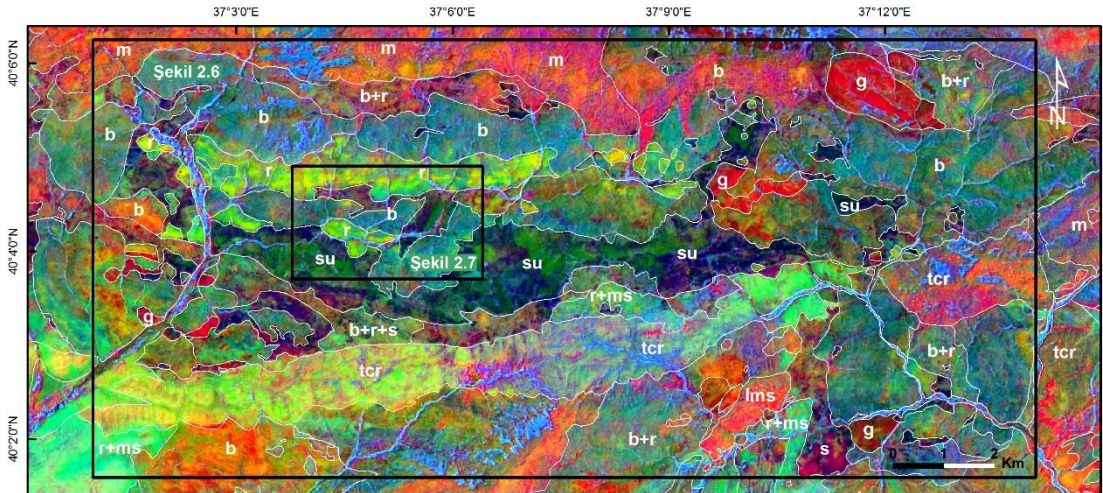 37°3'0"E 37°6'0"E 37°9'0"E 37°12'0"E
40°6'0"N
40°4'0"N
40°2'0"N
m
m
m
Şekil 2.6
b+r
b
g
b+r
N
b
b
b
r
r
r
g
b
b
b
su
r
su
Şekil 2.7
su
su
tcr
r+ms
g
b+r+s
tcr
tcr
b+r
tcr
lms
r+ms
r+ms
b
b+r
s
g
0 1 2
Km